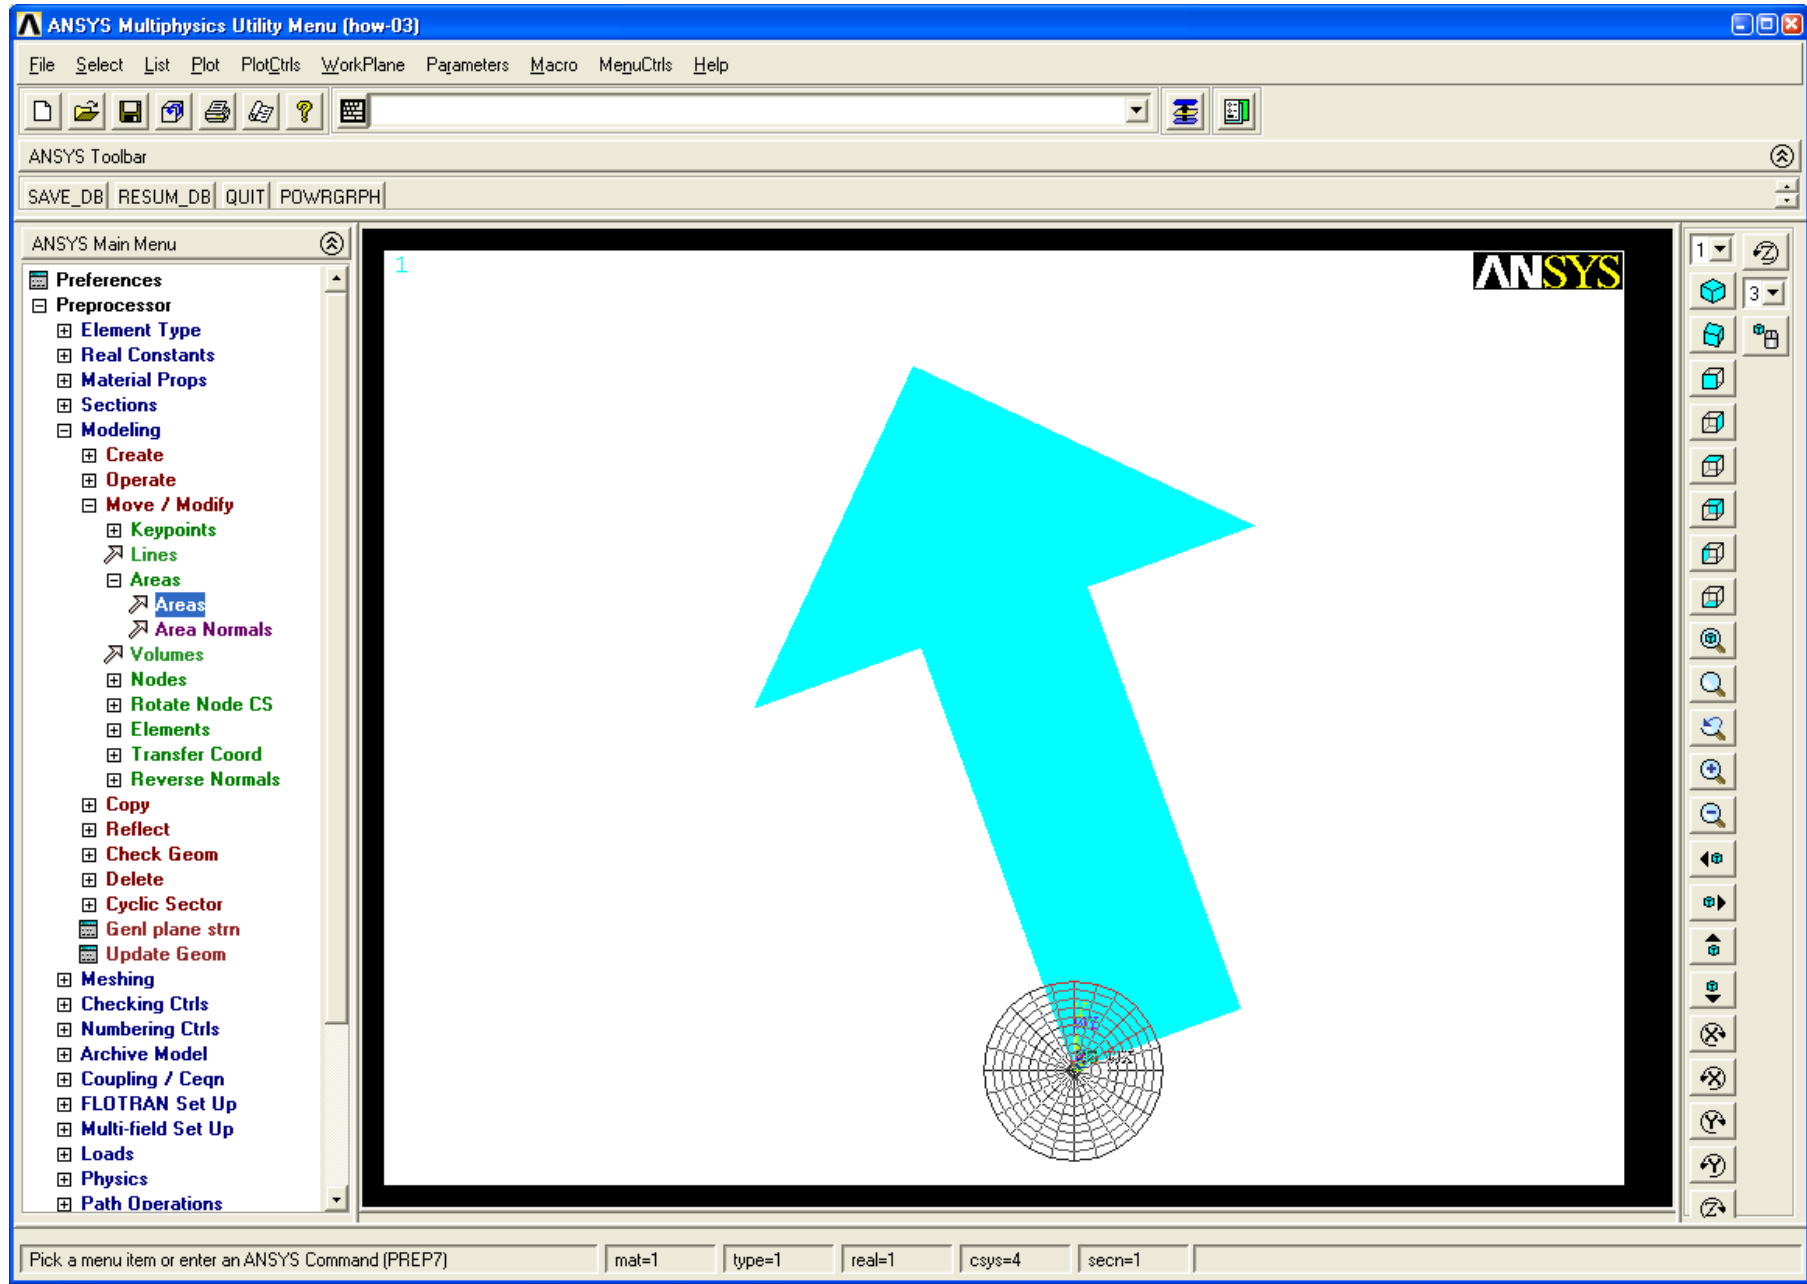 ANSYS Multiphysics Utility Menu (how-03)
File Select List Plot PlotCtrls WorkPlane Parameters Macro MenuCtrls Help
ANSYS Toolbar
SAVE_DB RESUM_DB QUIT POWRGRPH
ANSYS Main Menu
Preferences
Preprocessor
Element Type
Real Constants
Material Props
Sections
Modeling
Create
Operate
Move / Modify
Keypoints
Lines
Areas
Areas
Area Normals
Volumes
Nodes
Rotate Node CS
Elements
Transfer Coord
Reverse Normals
Copy
Reflect
Check Geom
Delete
Cyclic Sector
Genl plane strn
Update Geom
Meshing
Checking Ctrls
Numbering Ctrls
Archive Model
Coupling / Ceqn
FLOTRAN Set Up
Multi-field Set Up
Loads
Physics
Path Operations
1
ANSYS
1
3
Z
X
X
Y
Y
Z
Pick a menu item or enter an ANSYS Command (PREP7) mat=1 type=1 real=1 csys=4 secn=1